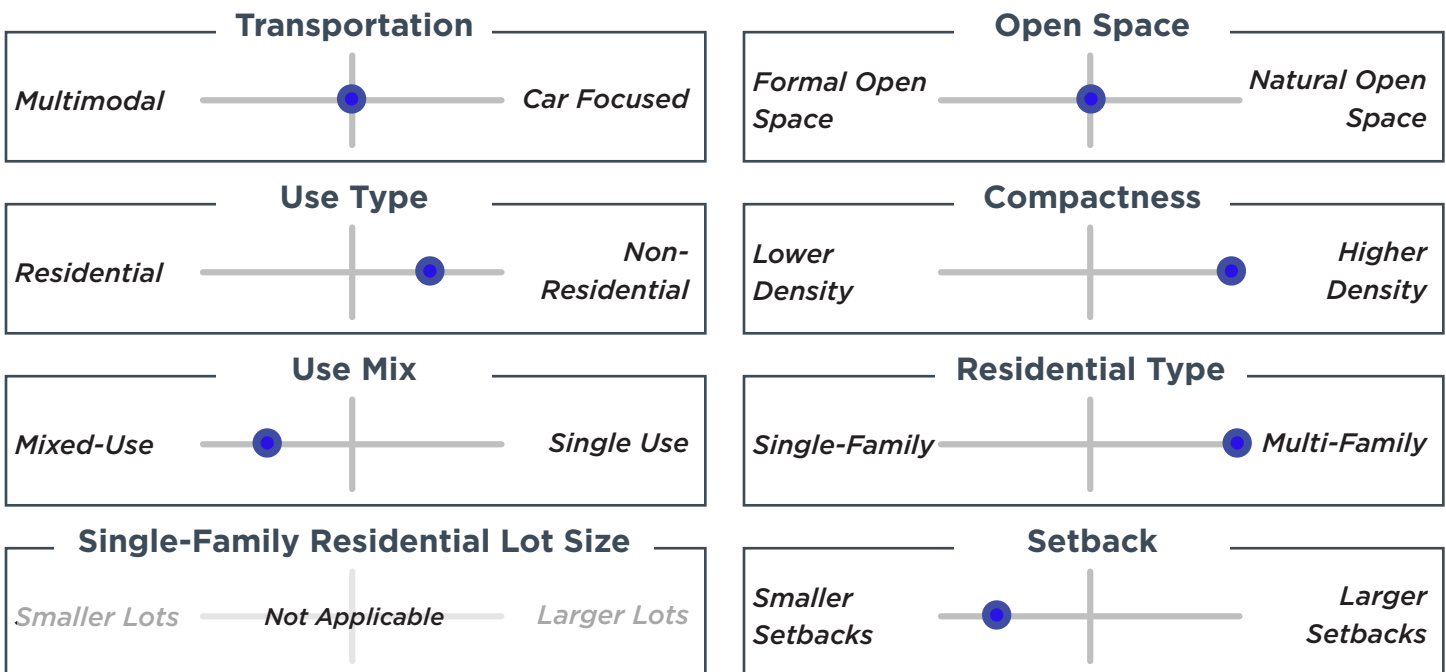 Transportation
Multimodal
Car Focused
Open Space
Formal Open
Space
Natural Open
Space
Use Type
Residential
Non-
Residential
Compactness
Lower
Density
Higher
Density
Use Mix
Mixed-Use
Single Use
Residential Type
Single-Family
Multi-Family
Single-Family Residential Lot Size
Smaller Lots
Not Applicable
Larger Lots
Setback
Smaller
Setbacks
Larger
Setbacks